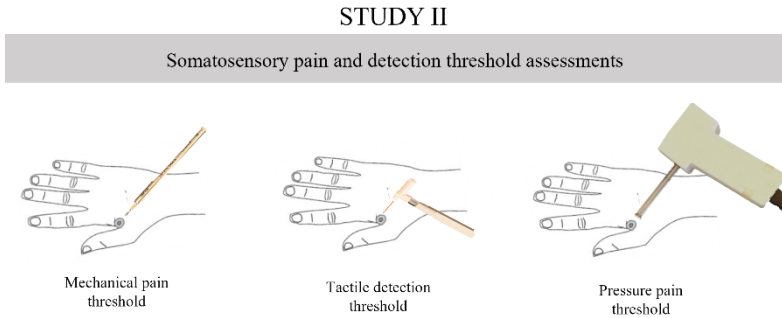 STUDY II
Somatosensory pain and detection threshold assessments
Mechanical pain
threshold
Tactile detection
threshold
Pressure pain
threshold